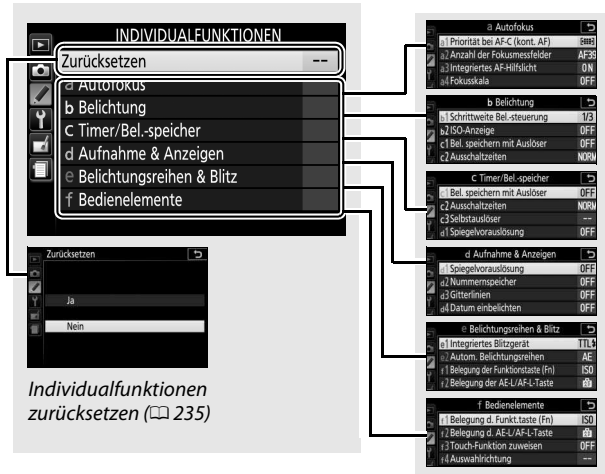 INDIVIDUALFUNKTIONEN
Zurücksetzen --
a Autofokus
b Belichtung
c Timer/Bel.-speicher
d Aufnahme & Anzeigen
e Belichtungsreihen & Blitz
f Bedienelemente
Zurücksetzen
Ja
Nein
Individualfunktionen
zurücksetzen (235)
a Autofokus
a1 Priorität bei AF-C (kont. AF)
a2 Anzahl der Fokusmessfelder AF39
a3 Integriertes AF-Hilfslicht ON
a4 Fokusskala OFF
b Belichtung
b1 Schrittweite Bel.-steuerung 1/3
b2 ISO-Anzeige OFF
c1 Bel. speichern mit Auslöser OFF
c2 Ausschaltzeiten NORM
c Timer/Bel.-speicher
c1 Bel. speichern mit Auslöser OFF
c2 Ausschaltzeiten NORM
c3 Selbstauslöser --
d1 Spiegelvorauslösung OFF
d Aufnahme & Anzeigen
d1 Spiegelvorauslösung OFF
d2 Nummernspeicher OFF
d3 Gitterlinien OFF
d4 Datum einbelichten OFF
e Belichtungsreihen & Blitz
e1 Integriertes Blitzgerät TTL
e2 Autom. Belichtungsreihen AE
f1 Belegung der Funktionstaste (Fn) ISO
f2 Belegung der AE-L/AF-L-Taste
f Bedienelemente
f1 Belegung d. Funkt.taste (Fn) ISO
f2 Belegung d. AE-L/AF-L-Taste
f3 Touch-Funktion zuweisen OFF
f4 Auswahlrichtung --